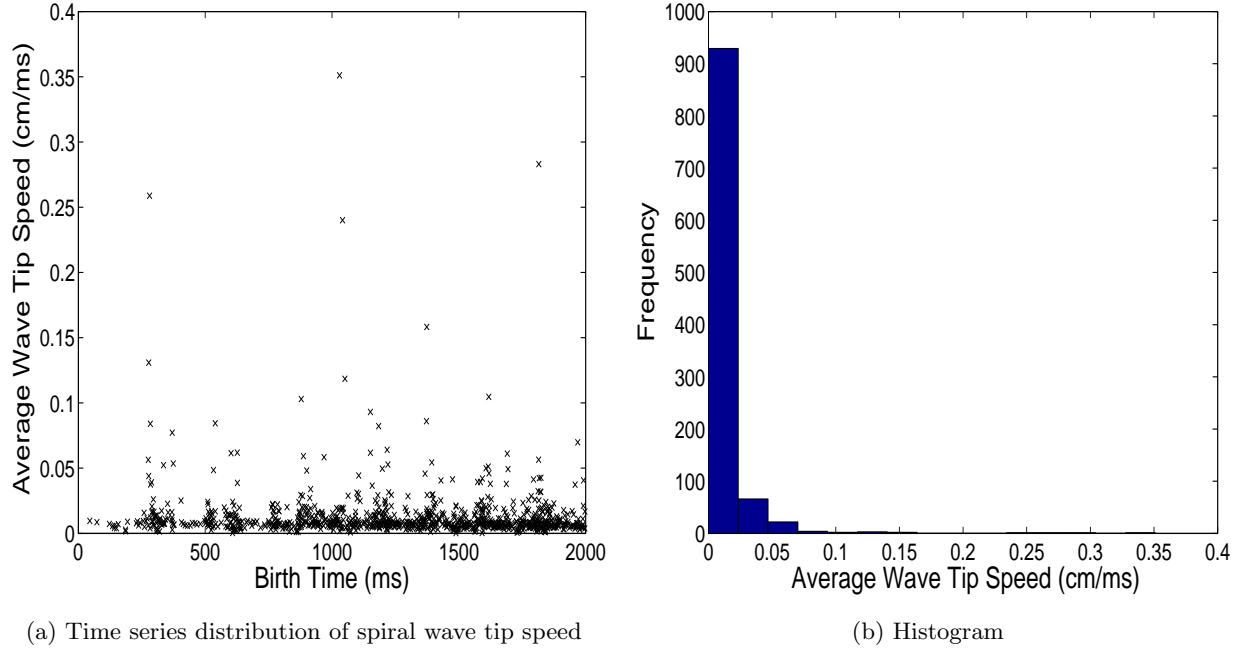 0.4
0.35
0.3
0.25
0.2
0.15
0.1
0.05
0
Average Wave Tip Speed (cm/ms)
0 500 1000 1500 2000
Birth Time (ms)
(a) Time series distribution of spiral wave tip speed
1000
900
800
700
600
500
400
300
200
100
0
Frequency
0 0.05 0.1 0.15 0.2 0.25 0.3 0.35 0.4
Average Wave Tip Speed (cm/ms)
(b) Histogram